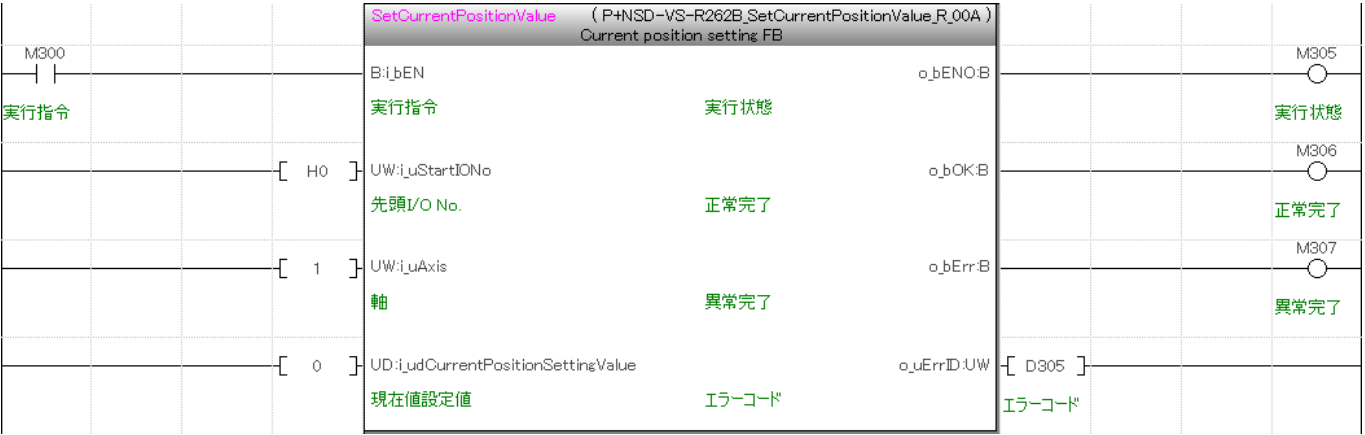 SetCurrentPositionValue (P+NSD-VS-R262B_SetCurrentPositionValue_R_00A)
Current position setting FB
M300
B:i_bEN
o_bENO:B
M305
実行指令
実行指令
実行状態
実行状態
H0
UW:i_uStartIONo
o_bOK:B
M306
先頭I/O No.
正常完了
正常完了
1
UW:i_uAxis
o_bErr:B
M307
軸
異常完了
異常完了
0
UD:i_udCurrentPositionSettingValue
o_uErrID:UW
D305
現在値設定値
エラーコード
エラーコード